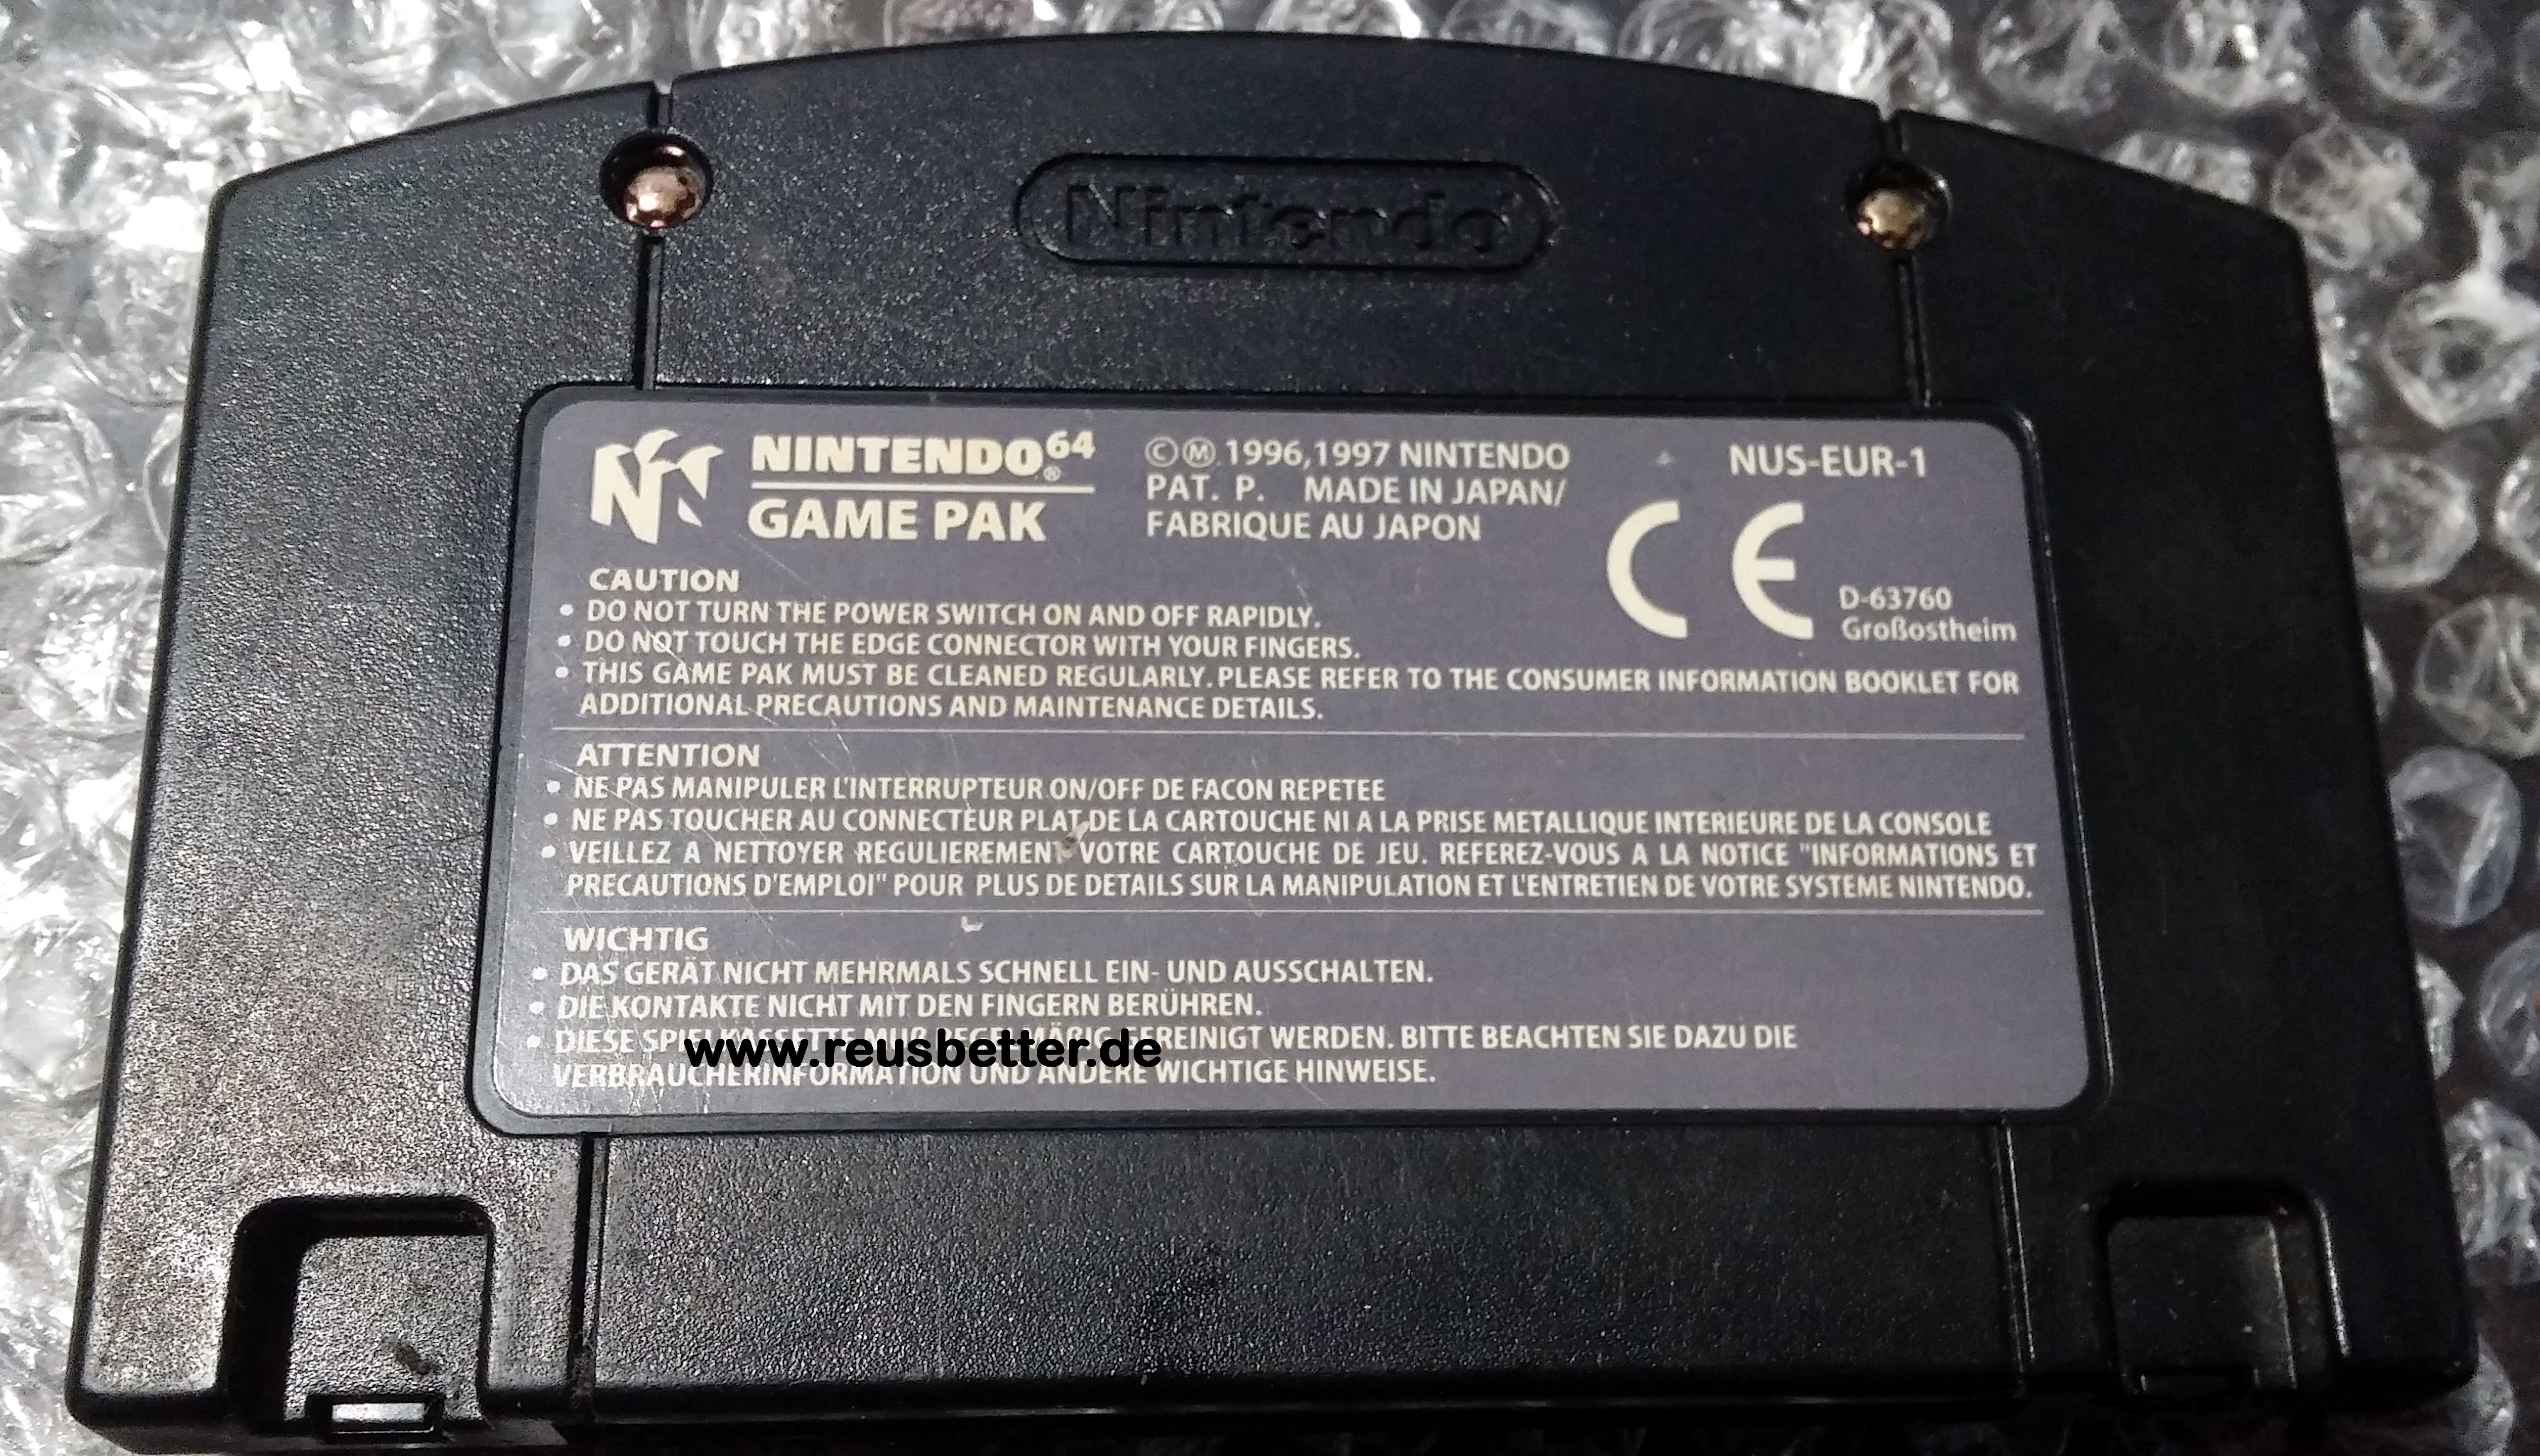 Nintendo
NINTENDO64®
GAME PAK
©Ⓜ 1996,1997 NINTENDO
PAT. P. MADE IN JAPAN/
FABRIQUE AU JAPON
NUS-EUR-1
CE
D-63760
Großostheim
CAUTION
• DO NOT TURN THE POWER SWITCH ON AND OFF RAPIDLY.
• DO NOT TOUCH THE EDGE CONNECTOR WITH YOUR FINGERS.
• THIS GAME PAK MUST BE CLEANED REGULARLY. PLEASE REFER TO THE CONSUMER INFORMATION BOOKLET FOR
ADDITIONAL PRECAUTIONS AND MAINTENANCE DETAILS.
ATTENTION
• NE PAS MANIPULER L'INTERRUPTEUR ON/OFF DE FACON REPETEE
• NE PAS TOUCHER AU CONNECTEUR PLAT DE LA CARTOUCHE NI A LA PRISE METALLIQUE INTERIEURE DE LA CONSOLE
• VEILLEZ A NETTOYER REGULIEREMENT VOTRE CARTOUCHE DE JEU. REFEREZ-VOUS A LA NOTICE "INFORMATIONS ET
PRECAUTIONS D'EMPLOI" POUR PLUS DE DETAILS SUR LA MANIPULATION ET L'ENTRETIEN DE VOTRE SYSTEME NINTENDO.
WICHTIG
• DAS GERÄT NICHT MEHRMALS SCHNELL EIN- UND AUSSCHALTEN.
• DIE KONTAKTE NICHT MIT DEN FINGERN BERÜHREN.
• DIESE SPIELKASSETTE MUß REGELMÄßIG GEREINIGT WERDEN. BITTE BEACHTEN SIE DAZU DIE
www.reusbetter.de
VERBRAUCHERINFORMATION UND ANDERE WICHTIGE HINWEISE.